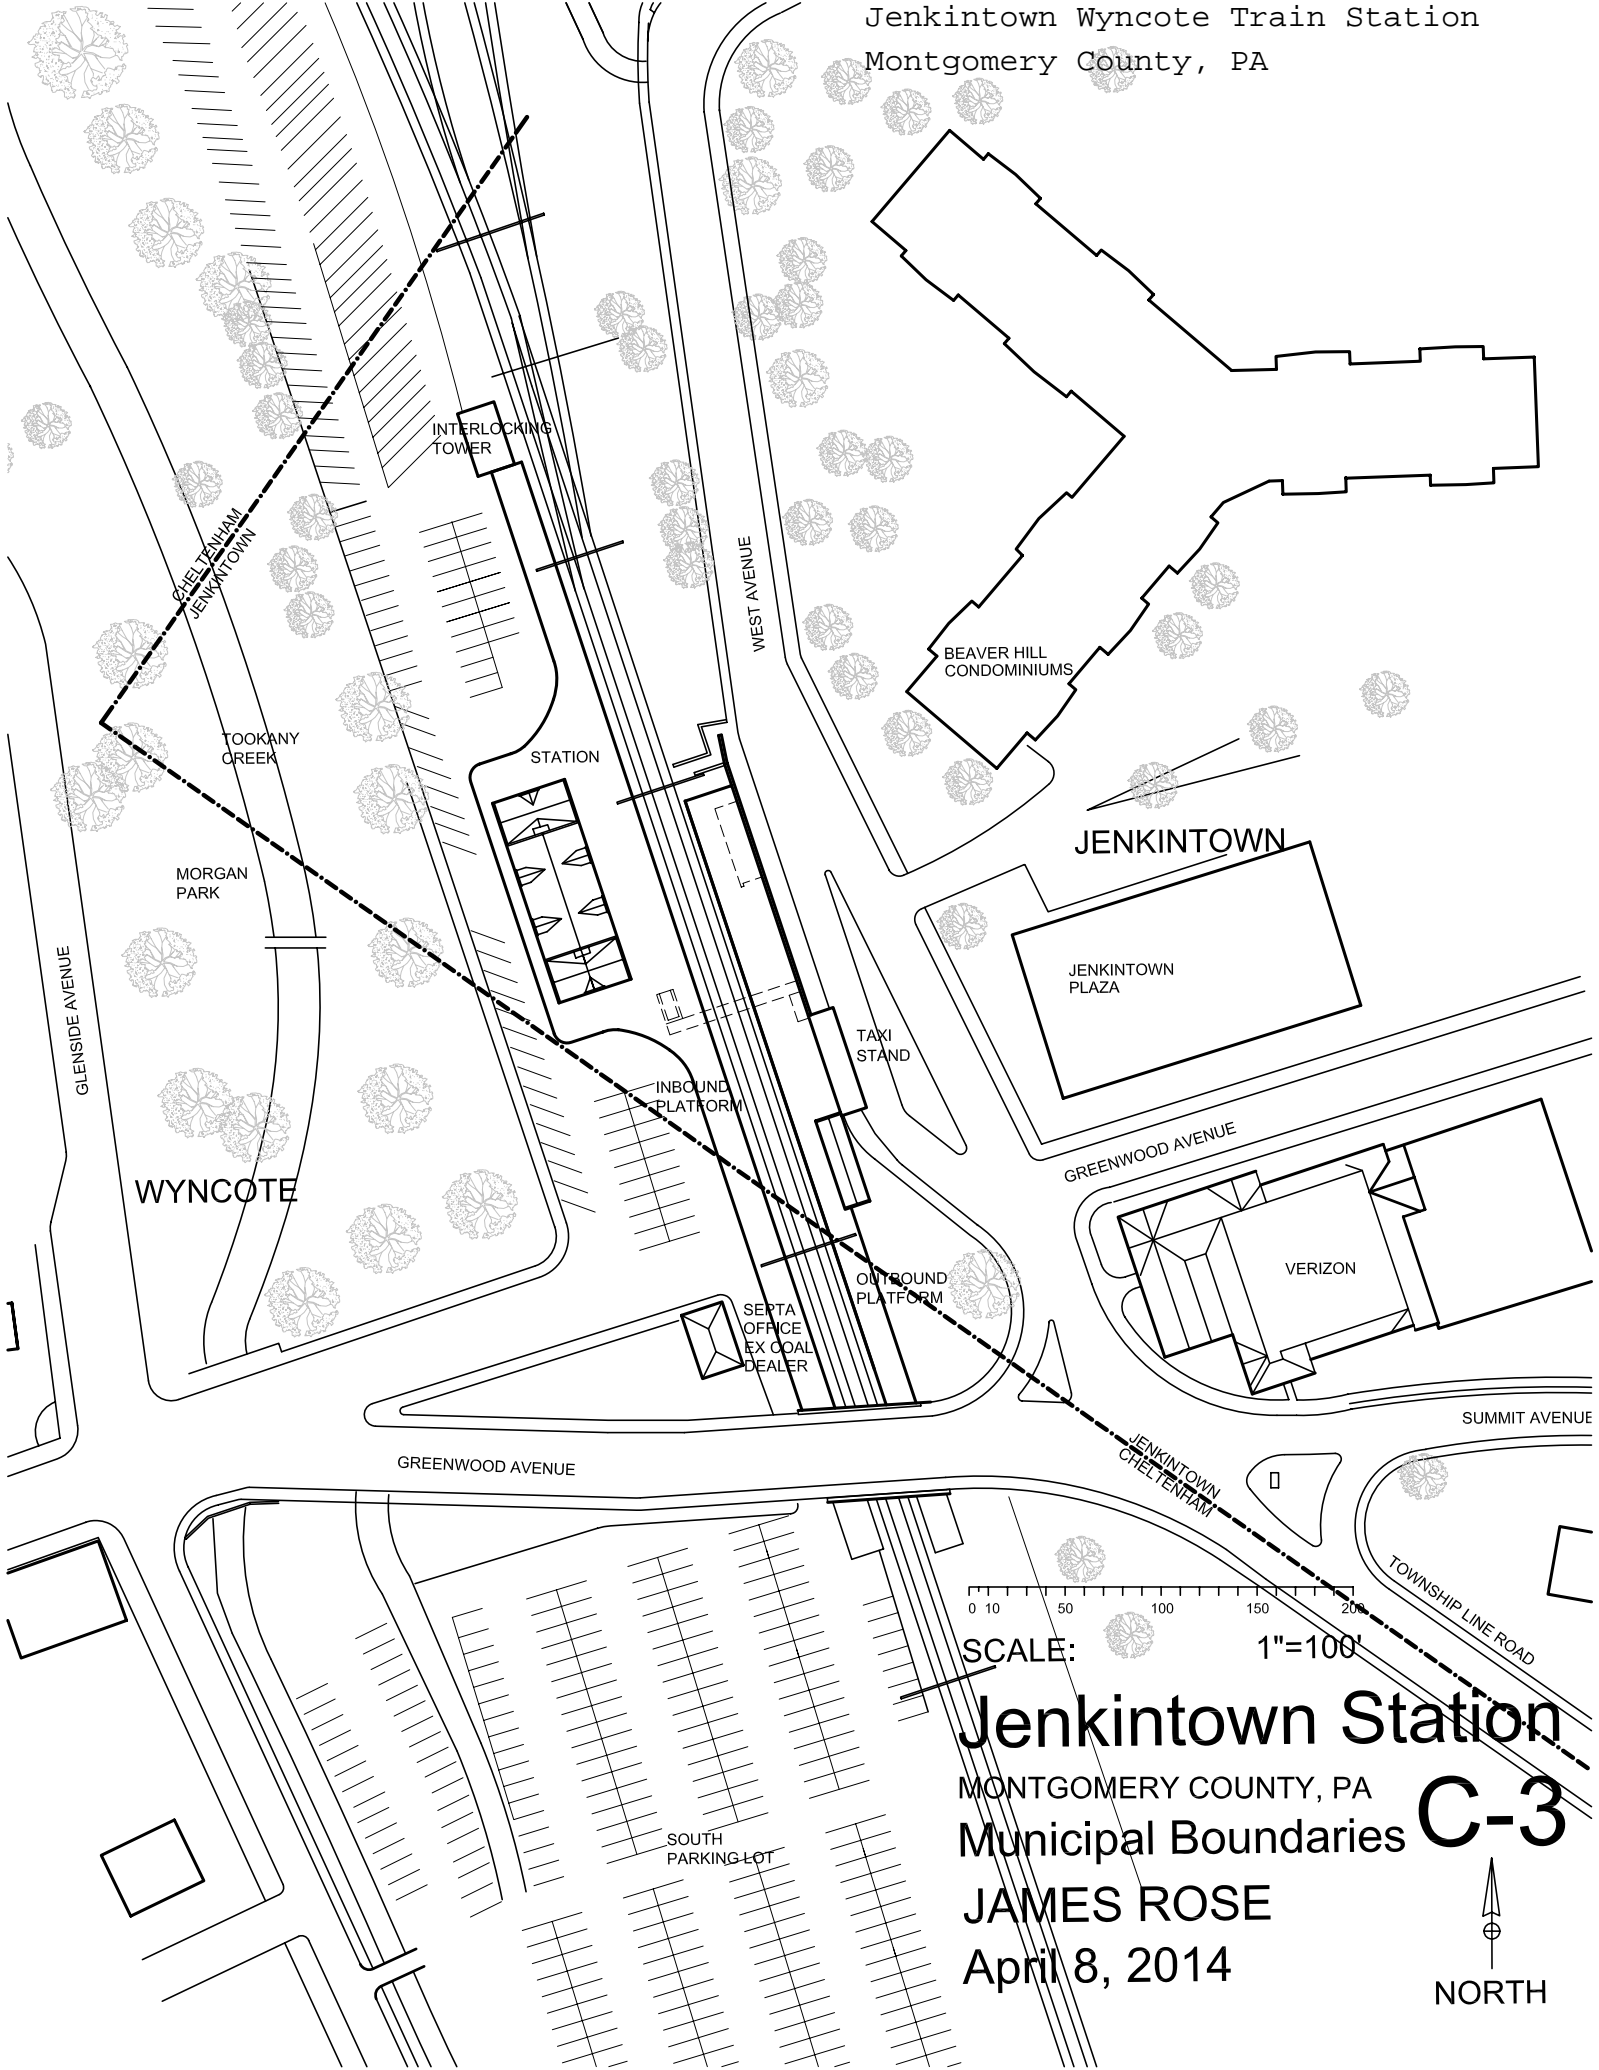 Jenkintown Wyncote Train Station
Montgomery County, PA
INTERLOCKING
TOWER
CHELTENHAM
JENKINTOWN
WEST AVENUE
BEAVER HILL
CONDOMINIUMS
TOOKANY
CREEK
STATION
JENKINTOWN
MORGAN
PARK
GLENSIDE AVENUE
JENKINTOWN
PLAZA
TAXI
STAND
INBOUND
PLATFORM
GREENWOOD AVENUE
WYNCOTE
VERIZON
OUTBOUND
PLATFORM
SEPTA
OFFICE
EX COAL
DEALER
SUMMIT AVENUE
GREENWOOD AVENUE
JENKINTOWN
CHELTENHAM
TOWNSHIP LINE ROAD
0 10 50 100 150 200
SCALE: 1"=100'
Jenkintown Station
MONTGOMERY COUNTY, PA
C-3
Municipal Boundaries
SOUTH
PARKING LOT
JAMES ROSE
April 8, 2014
NORTH